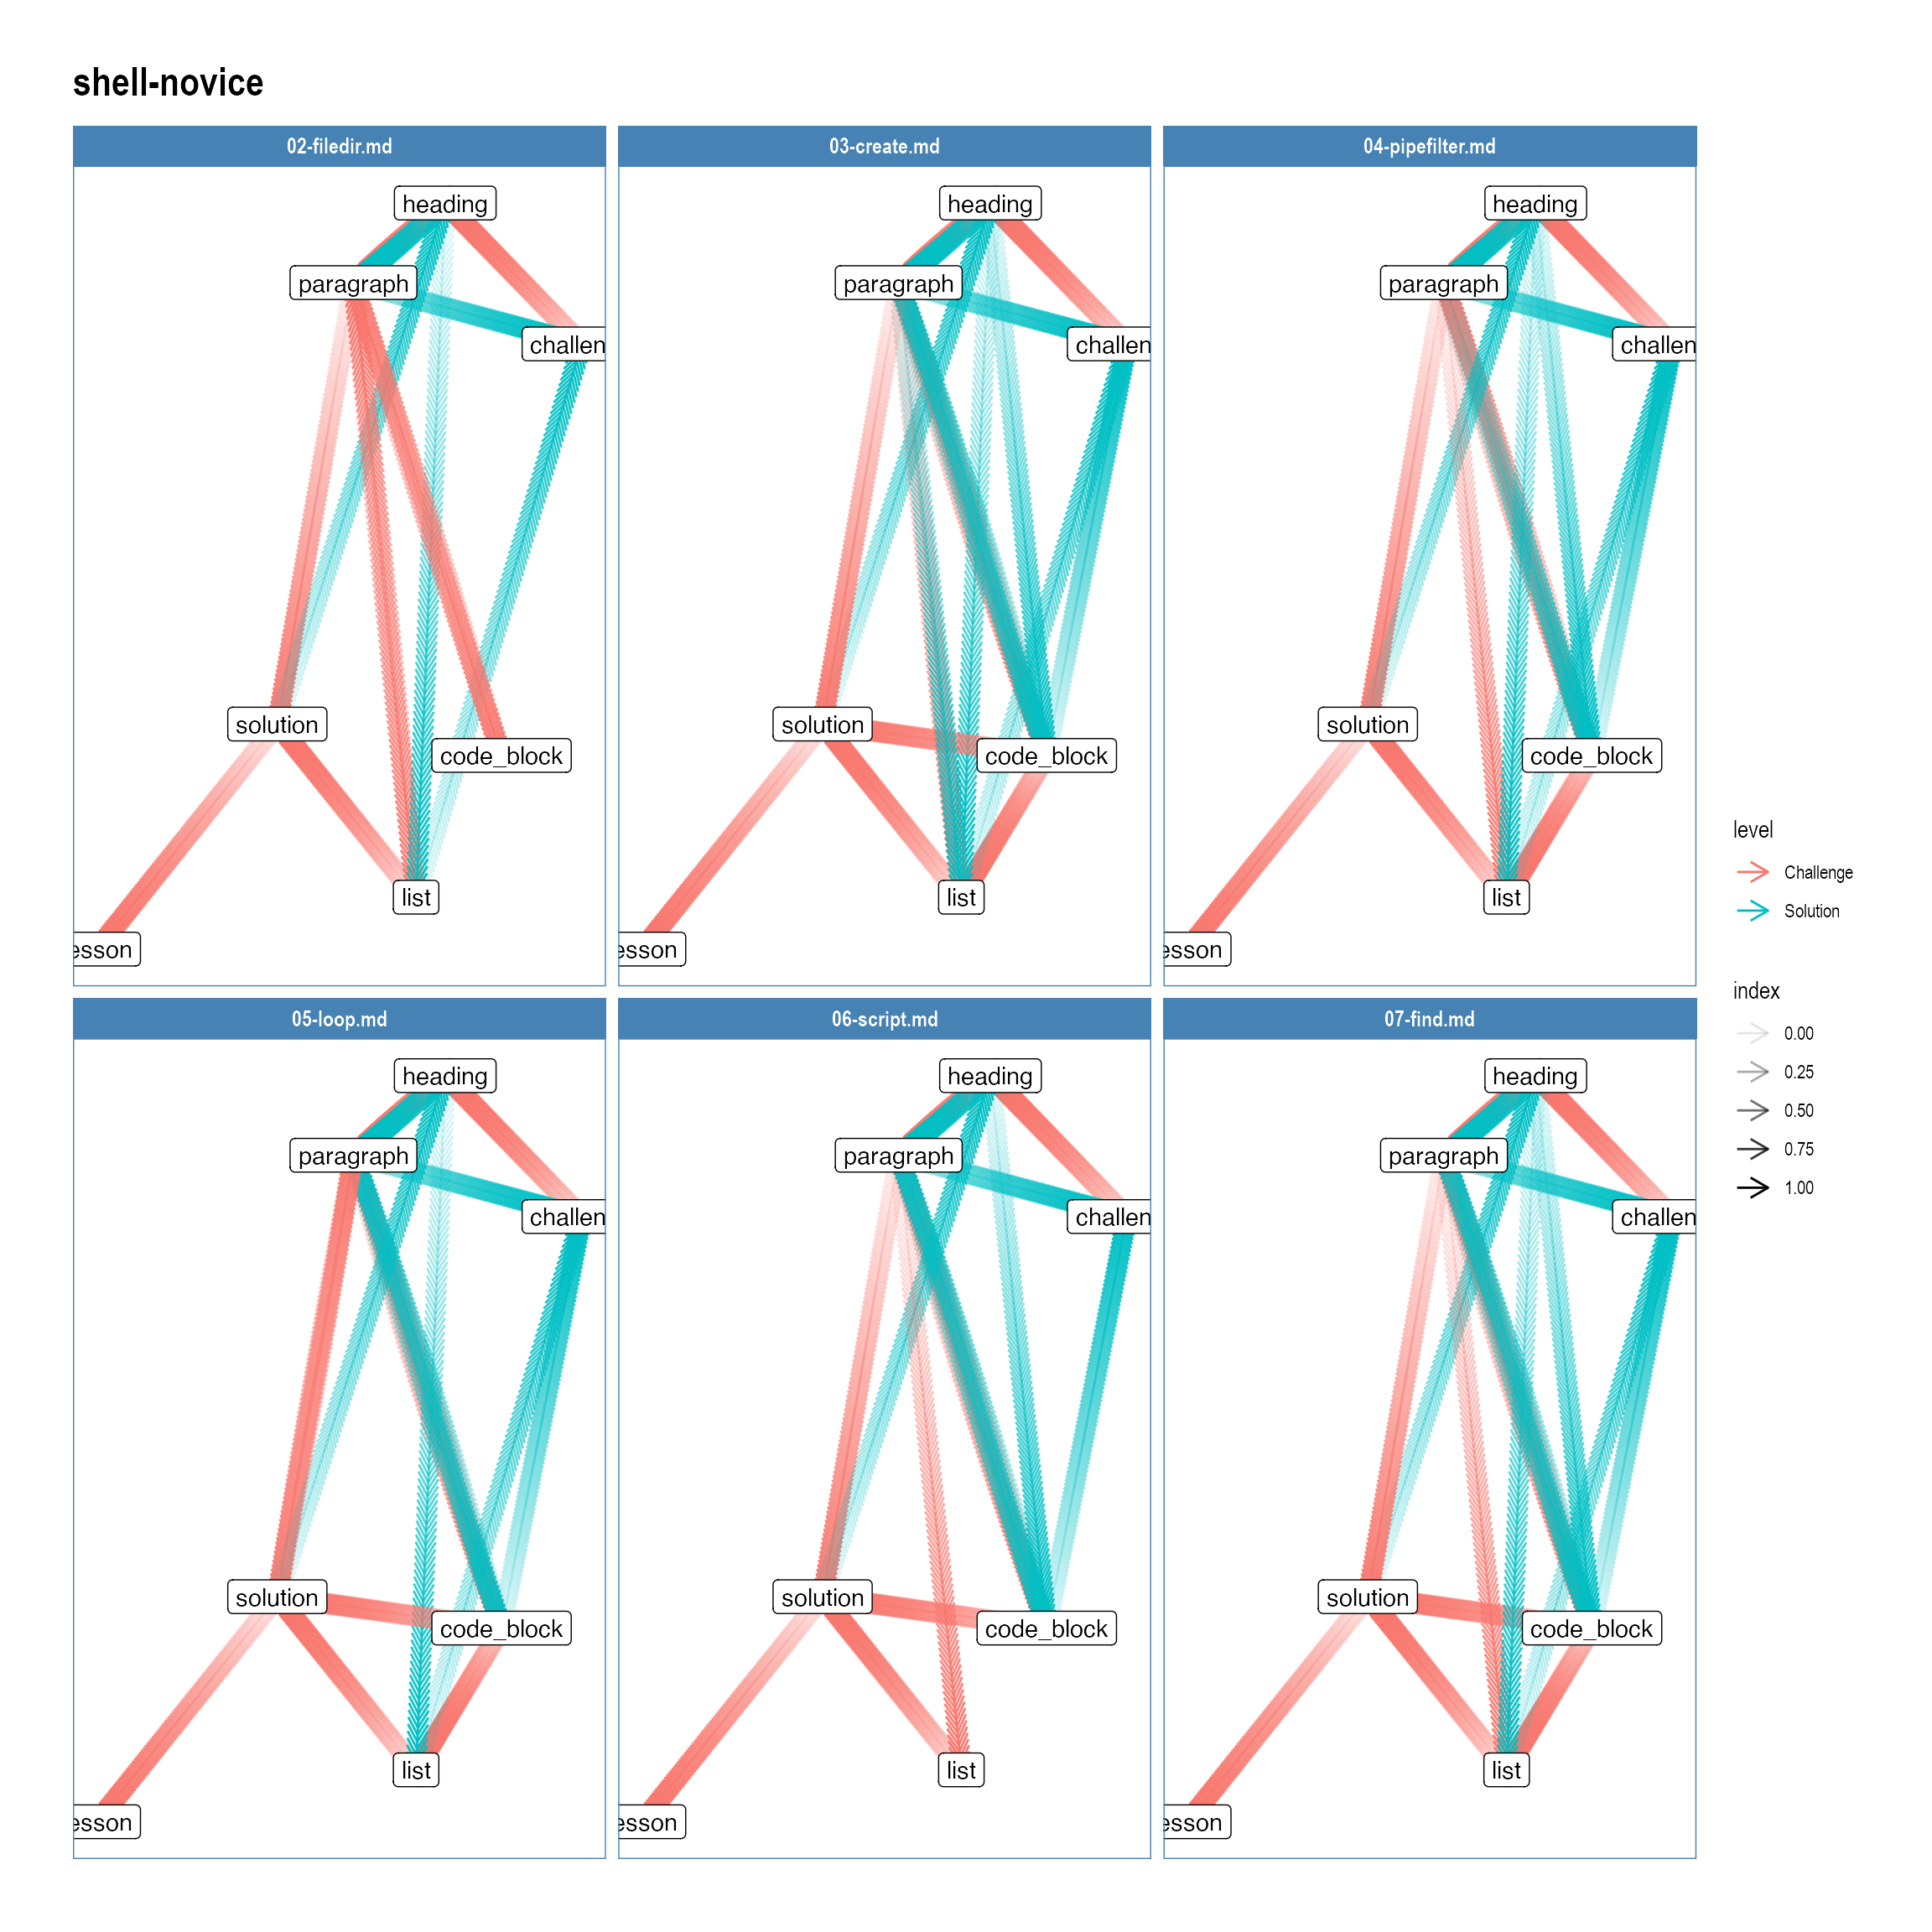 shell-novice
02-filedir.md
03-create.md
04-pipefilter.md
heading
heading
heading
paragraph
paragraph
paragraph
challen
challen
challen
solution
solution
solution
code_block
code_block
code_block
list
list
list
esson
esson
esson
05-loop.md
06-script.md
07-find.md
heading
heading
heading
paragraph
paragraph
paragraph
challen
challen
challen
solution
solution
solution
code_block
code_block
code_block
list
list
list
esson
esson
esson
level
Challenge
Solution
index
0.00
0.25
0.50
0.75
1.00